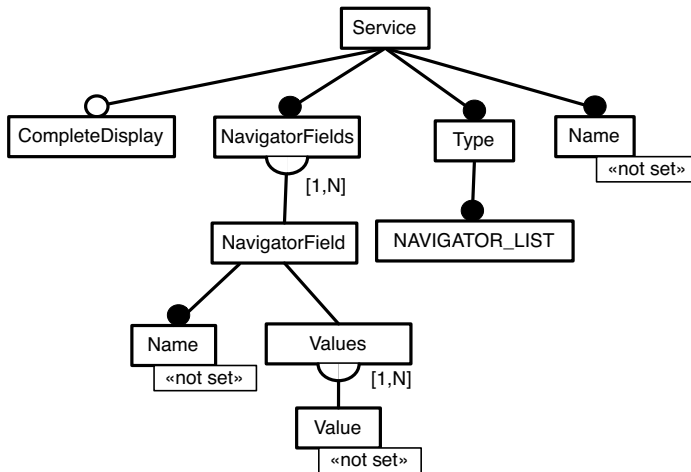 Service
CompleteDisplay
NavigatorFields
Type
Name
«not set»
[1,N]
NavigatorField
NAVIGATOR_LIST
Name
«not set»
Values
[1,N]
Value
«not set»